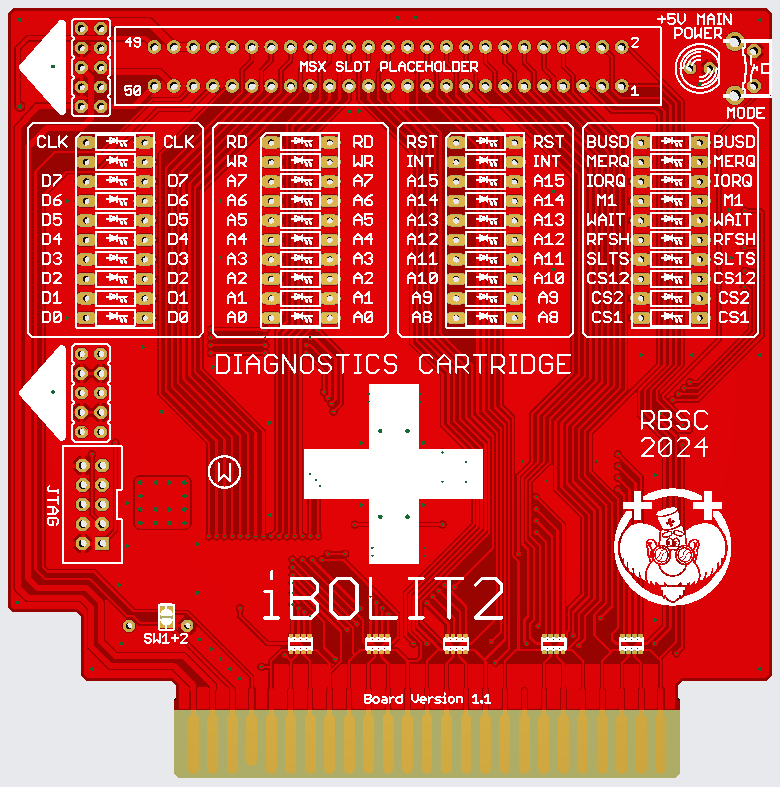 +5V MAIN
POWER
49 2
MSX SLOT PLACEHOLDER
50 1
MODE
CLK CLK RD RD RST RST BUSD BUSD
WR WR INT INT MERQ MERQ
D7 D7 A7 A7 A15 A15 IORQ IORQ
D6 D6 A6 A6 A14 A14 M1 M1
D5 D5 A5 A5 A13 A13 WAIT WAIT
D4 D4 A4 A4 A12 A12 RFSH RFSH
D3 D3 A3 A3 A11 A11 SLTS SLTS
D2 D2 A2 A2 A10 A10 CS12 CS12
D1 D1 A1 A1 A9 A9 CS2 CS2
D0 D0 A0 A0 A8 A8 CS1 CS1
DIAGNOSTICS CARTRIDGE
RBSC
2024
W
JTAG
iBOLIT2
SW1+2
Board Version 1.1